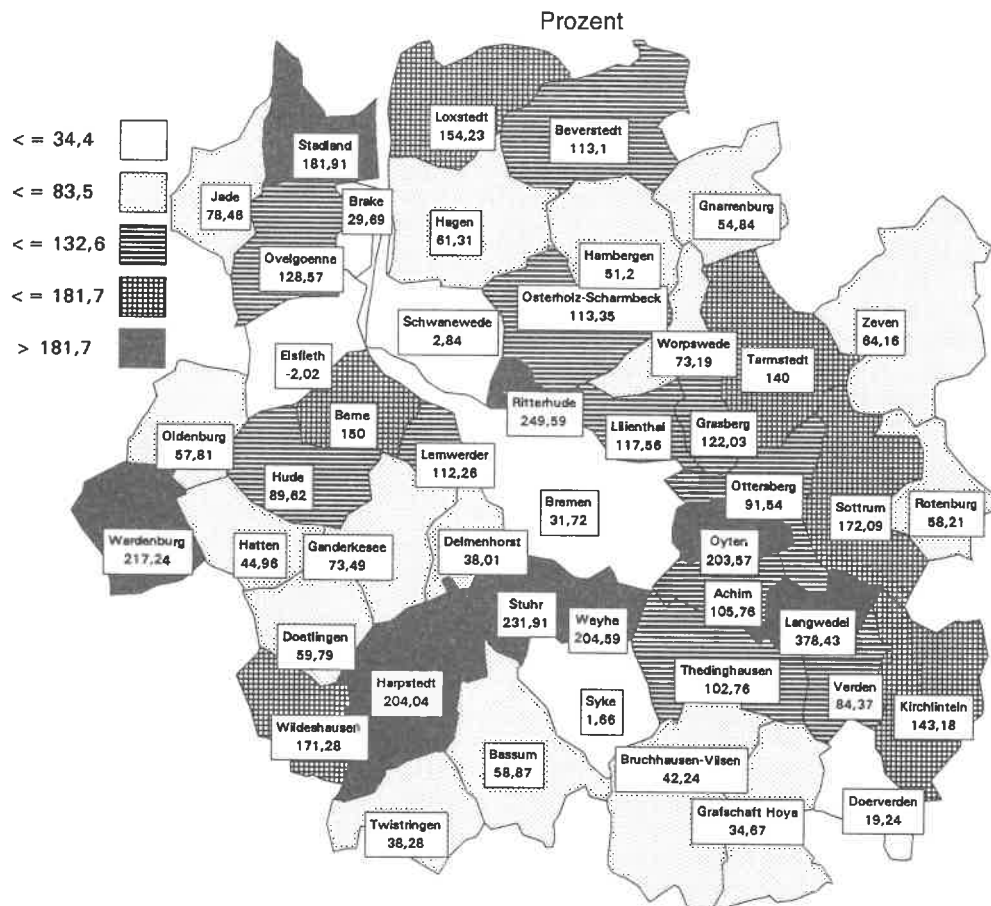 Prozent
< = 34,4
< = 83,5
< = 132,6
< = 181,7
> 181,7
Loxstedt
154,23
Beverstedt
113,1
Stadland
181,91
Jade
78,46
Brake
29,69
Hagen
61,31
Gnarrenburg
54,84
Ovelgoenne
128,57
Hambergen
51,2
Osterholz-Scharmbeck
113,35
Schwanewede
2,84
Worpswede
73,19
Zeven
64,16
Elsfleth
-2,02
Tarmstedt
140
Ritterhude
249,59
Berne
150
Lilienthal
117,56
Grasberg
122,03
Oldenburg
57,81
Lemwerder
112,26
Hude
89,62
Ottersberg
91,54
Bremen
31,72
Sottrum
172,09
Rotenburg
58,21
Wardenburg
217,24
Hatten
44,96
Ganderkesee
73,49
Delmenhorst
38,01
Oyten
203,57
Achim
105,76
Stuhr
231,91
Weyhe
204,59
Langwedel
378,43
Doetlingen
59,79
Thedinghausen
102,76
Harpstedt
204,04
Verden
84,37
Syke
1,66
Kirchlinteln
143,18
Wildeshausen
171,28
Bassum
58,87
Bruchhausen-Vilsen
42,24
Grafschaft Hoya
34,67
Doerverden
19,24
Twistringen
38,28